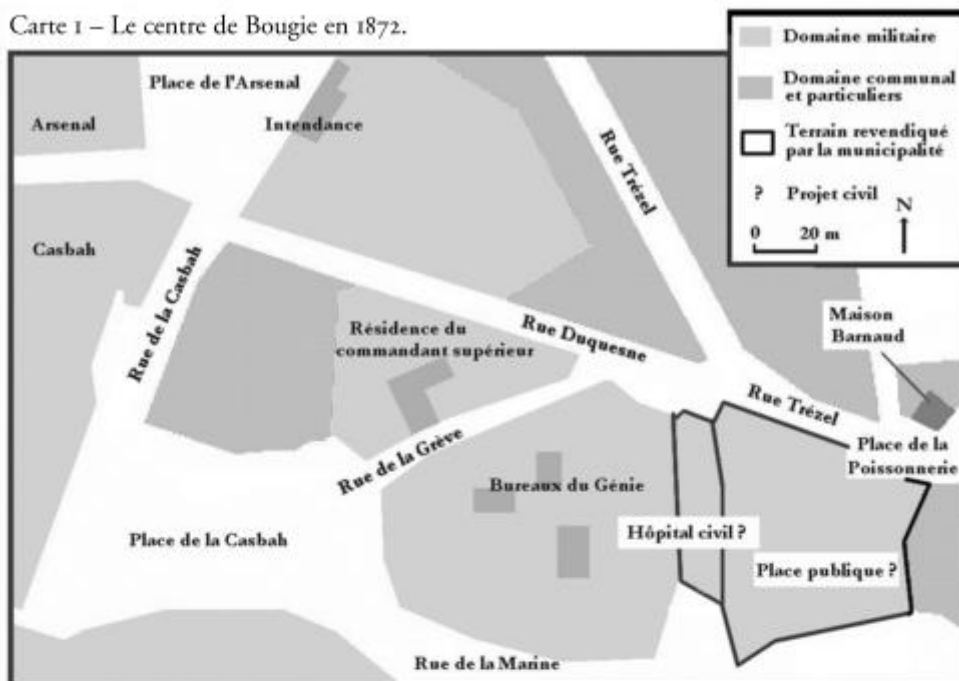 Carte 1 – Le centre de Bougie en 1872.
Domaine militaire
Domaine communal
et particuliers
Terrain revendiqué
par la municipalité
? Projet civil
N
0 20 m
Place de l'Arsenal
Arsenal
Intendance
Rue Trézel
Casbah
Rue de la Casbah
Résidence du
commandant supérieur
Rue Duquesne
Maison
Barnaud
Rue Trézel
Place de la
Poissonnerie
Rue de la Grève
Bureaux du Génie
Hôpital civil ?
Place de la Casbah
Place publique ?
Rue de la Marine